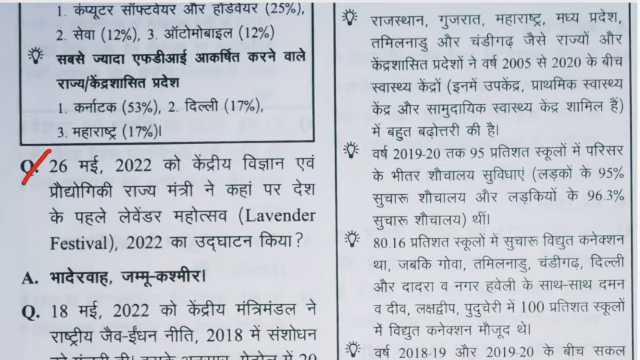 1. कंप्यूटर सॉफ्टवेयर और हार्डवेयर (25%),
2. सेवा (12%), 3. ऑटोमोबाइल (12%)
सबसे ज्यादा एफडीआई आकर्षित करने वाले
राज्य/केंद्रशासित प्रदेश
1. कर्नाटक (53%), 2. दिल्ली (17%),
3. महाराष्ट्र (17%)।
Q. 26 मई, 2022 को केंद्रीय विज्ञान एवं
प्रौद्योगिकी राज्य मंत्री ने कहां पर देश
के पहले लेवेंडर महोत्सव (Lavender
Festival), 2022 का उद्घाटन किया?
A. भादेरवाह, जम्मू-कश्मीर।
Q. 18 मई, 2022 को केंद्रीय मंत्रिमंडल ने
राष्ट्रीय जैव-ईंधन नीति, 2018 में संशोधन
राजस्थान, गुजरात, महाराष्ट्र, मध्य प्रदेश,
तमिलनाडु और चंडीगढ़ जैसे राज्यों और
केंद्रशासित प्रदेशों ने वर्ष 2005 से 2020 के बीच
स्वास्थ्य केंद्रों (इनमें उपकेंद्र, प्राथमिक स्वास्थ्य
केंद्र और सामुदायिक स्वास्थ्य केंद्र शामिल हैं)
में बहुत बढ़ोत्तरी की है।
वर्ष 2019-20 तक 95 प्रतिशत स्कूलों में परिसर
के भीतर शौचालय सुविधाएं (लड़कों के 95%
सुचारू शौचालय और लड़कियों के 96.3%
सुचारू शौचालय) थीं।
80.16 प्रतिशत स्कूलों में सुचारू विद्युत कनेक्शन
था, जबकि गोवा, तमिलनाडु, चंडीगढ़, दिल्ली
और दादरा व नगर हवेली के साथ-साथ दमन
व दीव, लक्षद्वीप, पुदुचेरी में 100 प्रतिशत स्कूलों
में विद्युत कनेक्शन मौजूद थे।
वर्ष 2018-19 और 2019-20 के बीच सकल